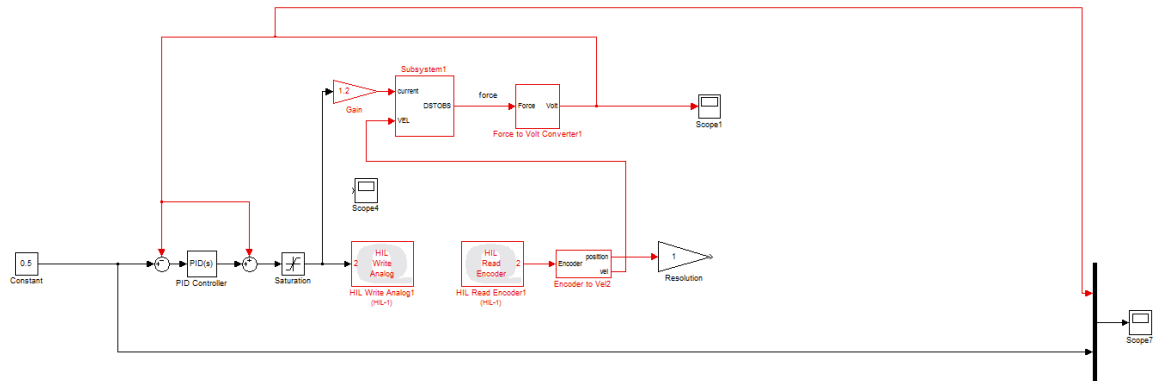 Subsystem1
1.2
Gain
current
VEL
DSTOBS
force
Force
Volt
Force to Volt Converter1
Scope1
Scope4
0.5
Constant
PID(s)
PID Controller
Saturation
2
HIL
Write
Analog
HIL Write Analog1
(HIL-1)
HIL
Read
Encoder
2
HIL Read Encoder1
(HIL-1)
Encoder
position
vel
Encoder to Vel2
1
Resolution
Scope7